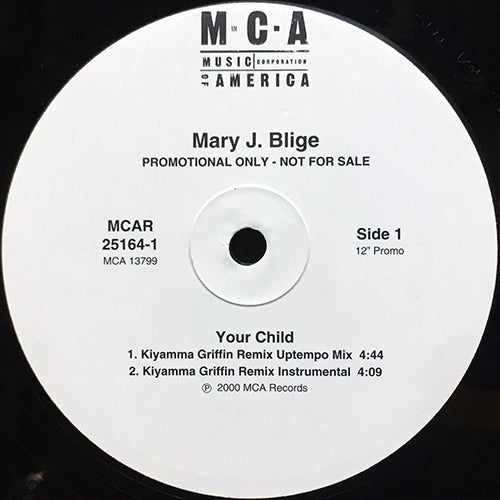 M™C·A
MUSIC CORPORATION
OF AMERICA
Mary J. Blige
PROMOTIONAL ONLY - NOT FOR SALE
MCAR
25164-1
MCA 13799
Side 1
12" Promo
Your Child
1. Kiyamma Griffin Remix Uptempo Mix 4:44
2. Kiyamma Griffin Remix Instrumental 4:09
℗ 2000 MCA Records